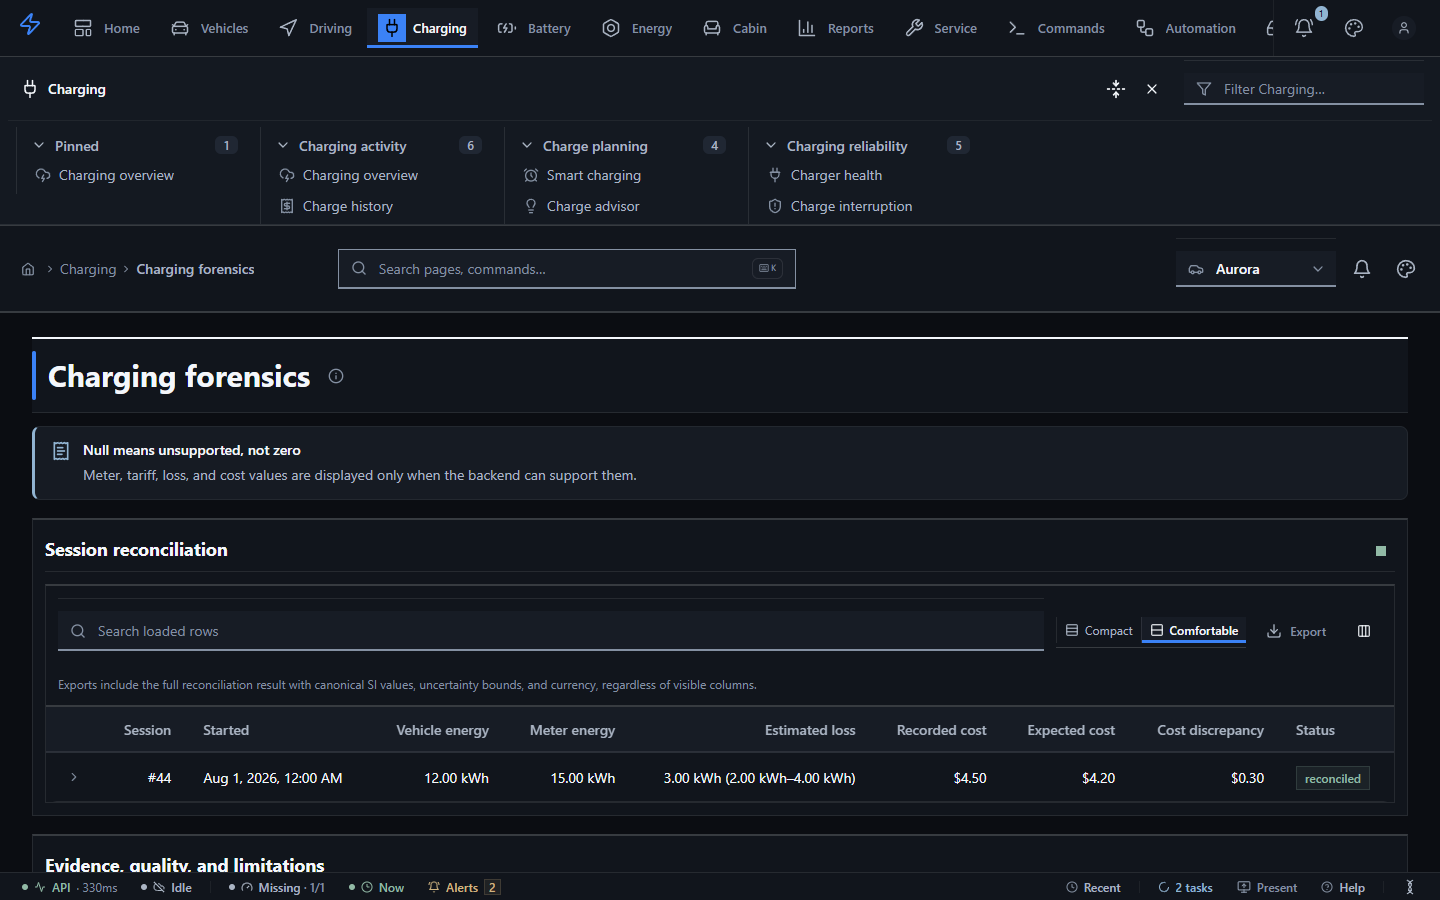 Home Vehicles Driving Charging Battery Energy Cabin Reports Service Commands Automation 1
Charging
Filter Charging...
Pinned 1
Charging overview
Charging activity 6
Charging overview
Charge history
Charge planning 4
Smart charging
Charge advisor
Charging reliability 5
Charger health
Charge interruption
Charging Charging forensics
Search pages, commands... K
Aurora
Charging forensics
Null means unsupported, not zero
Meter, tariff, loss, and cost values are displayed only when the backend can support them.
Session reconciliation
Search loaded rows
Compact Comfortable Export
Exports include the full reconciliation result with canonical SI values, uncertainty bounds, and currency, regardless of visible columns.
Session Started Vehicle energy Meter energy Estimated loss Recorded cost Expected cost Cost discrepancy Status
#44 Aug 1, 2026, 12:00 AM 12.00 kWh 15.00 kWh 3.00 kWh (2.00 kWh–4.00 kWh) $4.50 $4.20 $0.30 reconciled
Evidence, quality, and limitations
API · 330ms Idle Missing · 1/1 Now Alerts 2 Recent 2 tasks Present Help